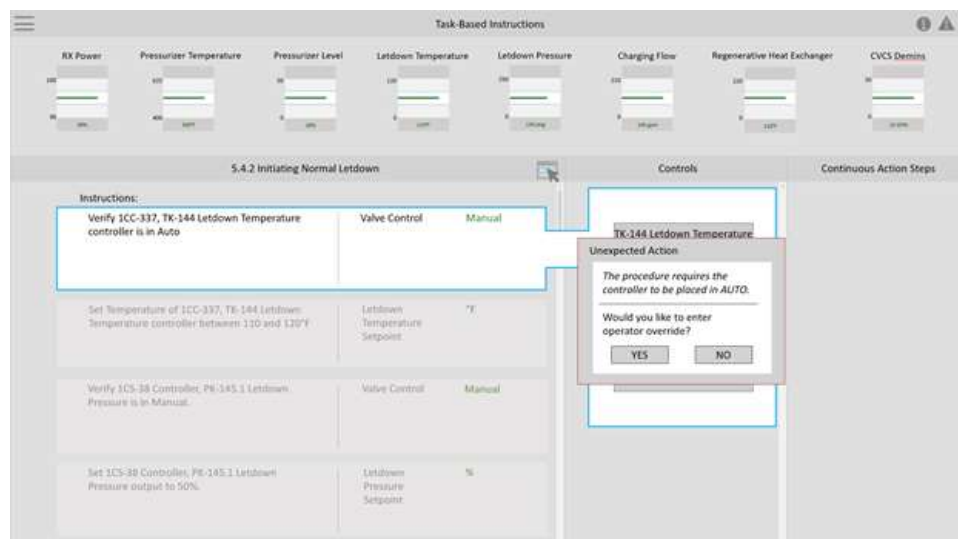 Task-Based Instructions
RX Power
Pressurizer Temperature
Pressurizer Level
Letdown Temperature
Letdown Pressure
Charging Flow
Regenerative Heat Exchanger
CVCS Demins
5.4.2 Initiating Normal Letdown
Controls
Continuous Action Steps
Instructions:
Verify 1CC-337, TK-144 Letdown Temperature
controller is in Auto
Valve Control
Manual
TK-144 Letdown Temperature
Unexpected Action
The procedure requires the
controller to be placed in AUTO.
Would you like to enter
operator override?
YES
NO
Set Temperature of 1CC-337, TK-144 Letdown
Temperature controller between 110 and 120°F
Letdown
Temperature
Setpoint
°F
Verify 1CS-38 Controller, PK-145.1 Letdown
Pressure is in Manual.
Valve Control
Manual
Set 1CS-38 Controller, PK-145.1 Letdown
Pressure output to 50%.
Letdown
Pressure
Setpoint
%